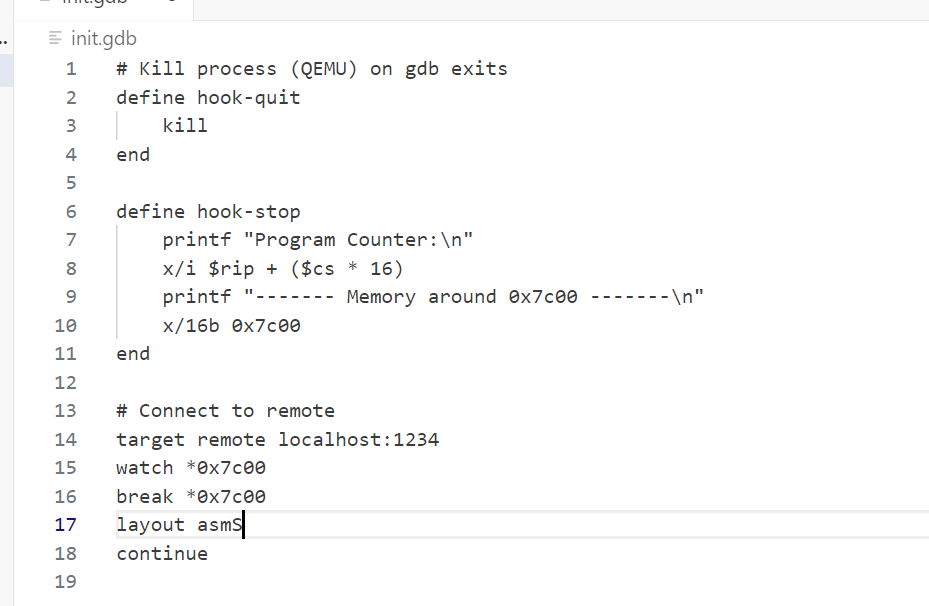 init.gdb
init.gdb
1 # Kill process (QEMU) on gdb exits
2 define hook-quit
3     kill
4 end
5
6 define hook-stop
7     printf "Program Counter:\n"
8     x/i $rip + ($cs * 16)
9     printf "------- Memory around 0x7c00 -------\n"
10     x/16b 0x7c00
11 end
12
13 # Connect to remote
14 target remote localhost:1234
15 watch *0x7c00
16 break *0x7c00
17 layout asmS
18 continue
19